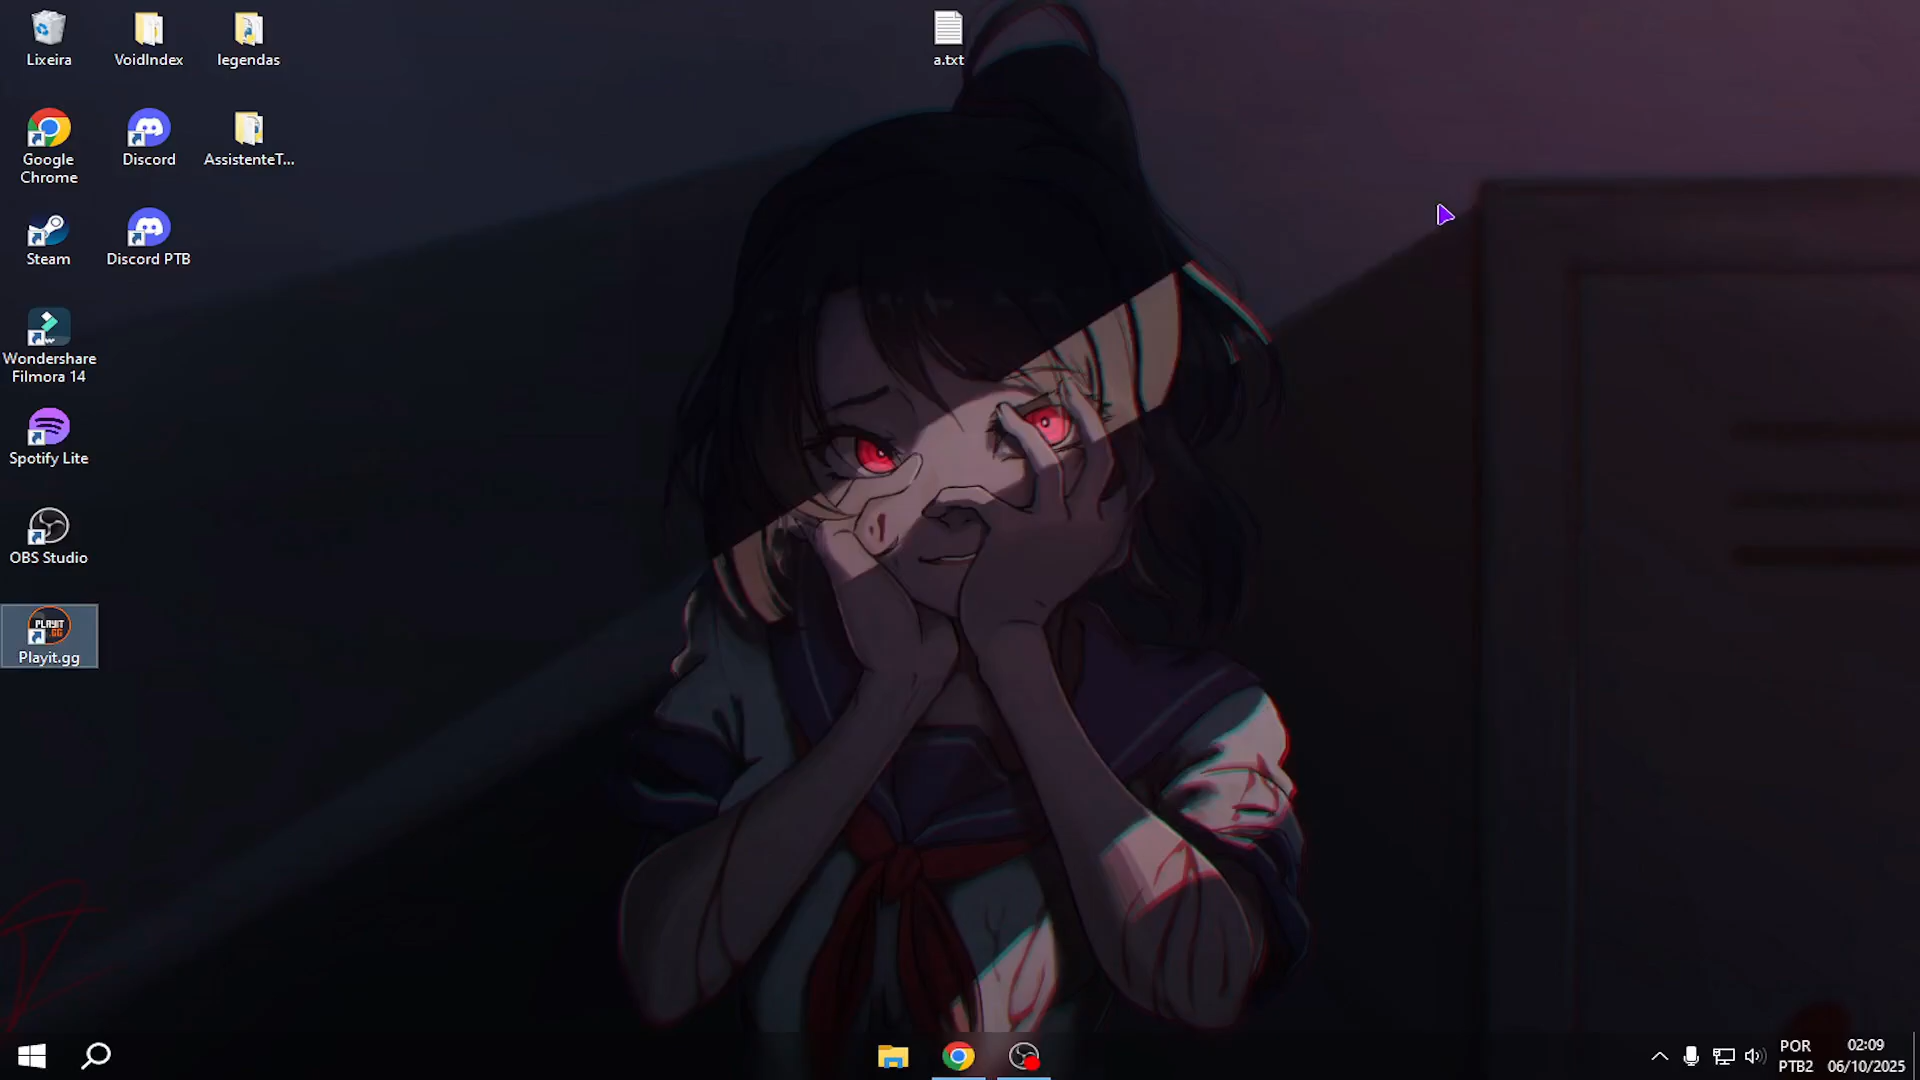 Lixeira
VoidIndex
legendas
a.txt
Google
Chrome
Discord
AssistenteT...
Steam
Discord PTB
Wondershare
Filmora 14
Spotify Lite
OBS Studio
PLAYIT
GG
Playit.gg
POR
PTB2
02:09
06/10/2025